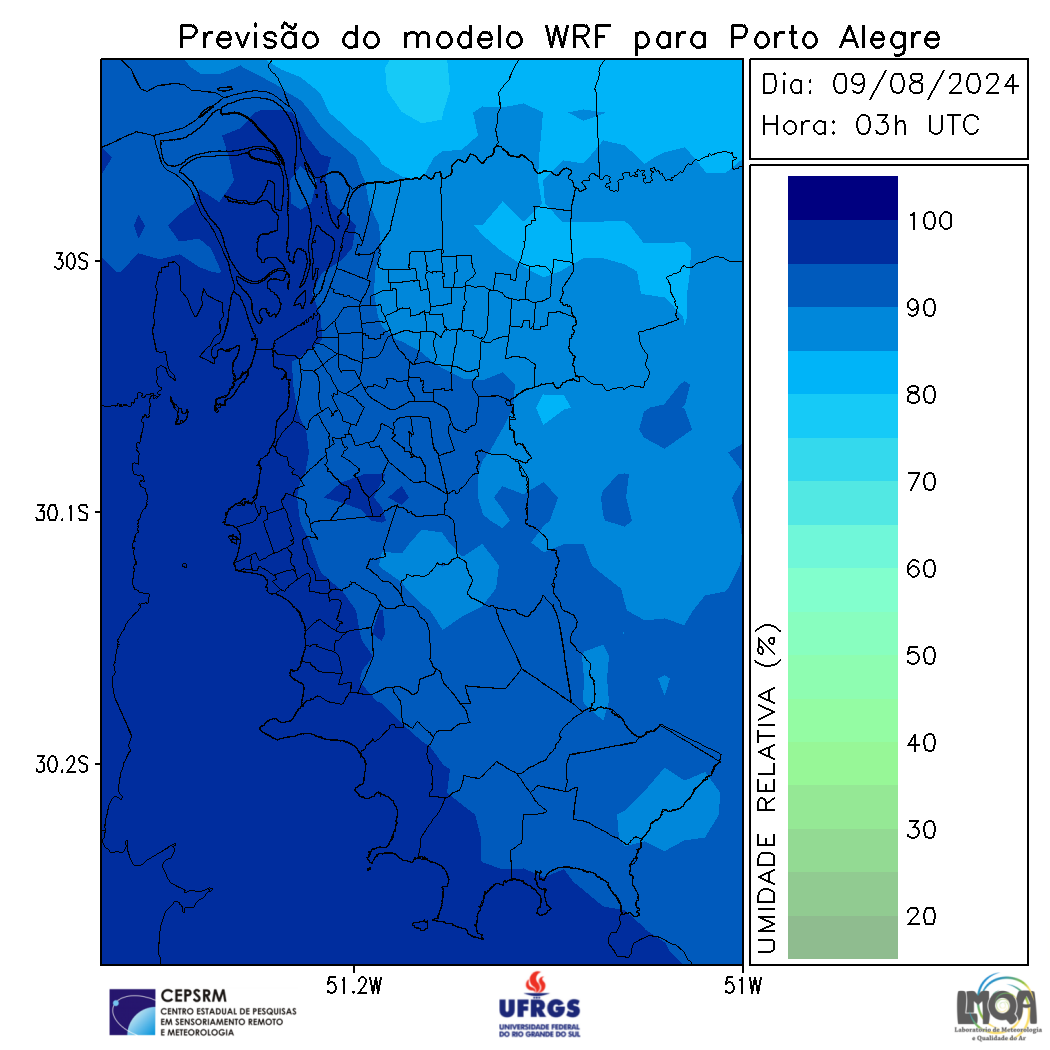 Previsão do modelo WRF para Porto Alegre
Dia: 09/08/2024
Hora: 03h UTC
100
90
80
70
60
50
40
30
20
UMIDADE RELATIVA (%)
30S
30.1S
30.2S
51.2W
51W
CEPSRM
CENTRO ESTADUAL DE PESQUISAS
EM SENSORIAMENTO REMOTO
E METEOROLOGIA
UFRGS
UNIVERSIDADE FEDERAL
DO RIO GRANDE DO SUL
LMQA
Laboratório de Meteorologia
e Qualidade do Ar